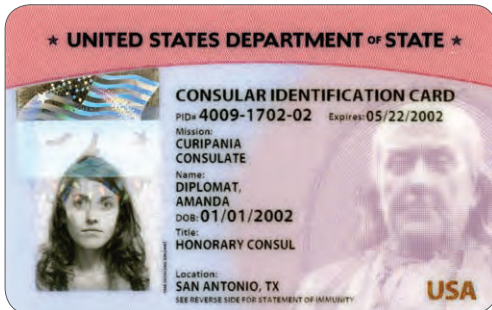 ★ UNITED STATES DEPARTMENT OF STATE ★
CONSULAR IDENTIFICATION CARD
PID# 4009-1702-02 Expires: 05/22/2002
Mission:
CURIPANIA
CONSULATE
Name:
DIPLOMAT,
AMANDA
DOB: 01/01/2002
Title:
HONORARY CONSUL
Location:
SAN ANTONIO, TX
SEE REVERSE SIDE FOR STATEMENT OF IMMUNITY
USA